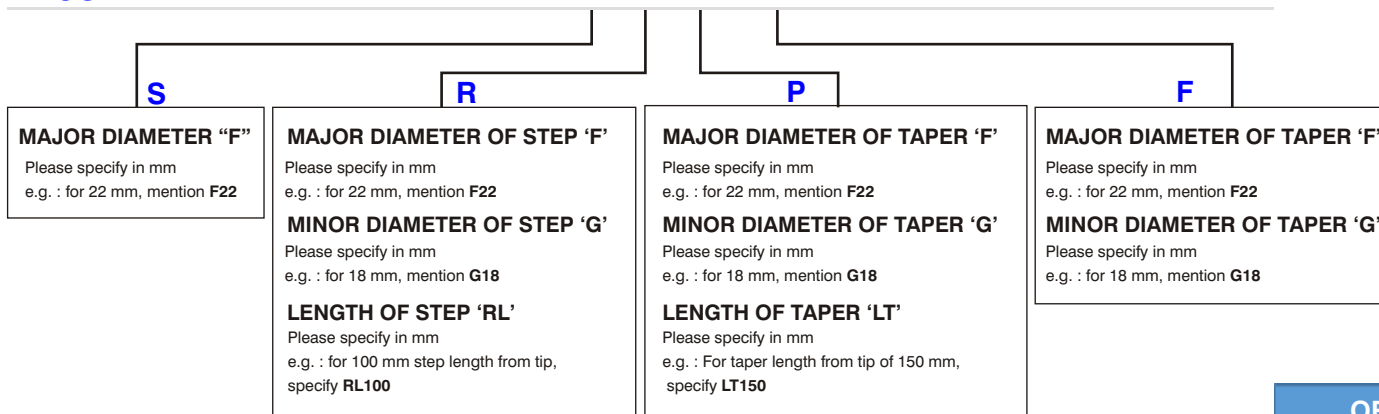 S
MAJOR DIAMETER “F”
Please specify in mm
e.g. : for 22 mm, mention F22
R
MAJOR DIAMETER OF STEP ‘F’
Please specify in mm
e.g. : for 22 mm, mention F22
MINOR DIAMETER OF STEP ‘G’
Please specify in mm
e.g. : for 18 mm, mention G18
LENGTH OF STEP ‘RL’
Please specify in mm
e.g. : for 100 mm step length from tip,
specify RL100
P
MAJOR DIAMETER OF TAPER ‘F’
Please specify in mm
e.g. : for 22 mm, mention F22
MINOR DIAMETER OF TAPER ‘G’
Please specify in mm
e.g. : for 18 mm, mention G18
LENGTH OF TAPER ‘LT’
Please specify in mm
e.g. : For taper length from tip of 150 mm,
specify LT150
F
MAJOR DIAMETER OF TAPER ‘F’
Please specify in mm
e.g. : for 22 mm, mention F22
MINOR DIAMETER OF TAPER ‘G’
Please specify in mm
e.g. : for 18 mm, mention G18